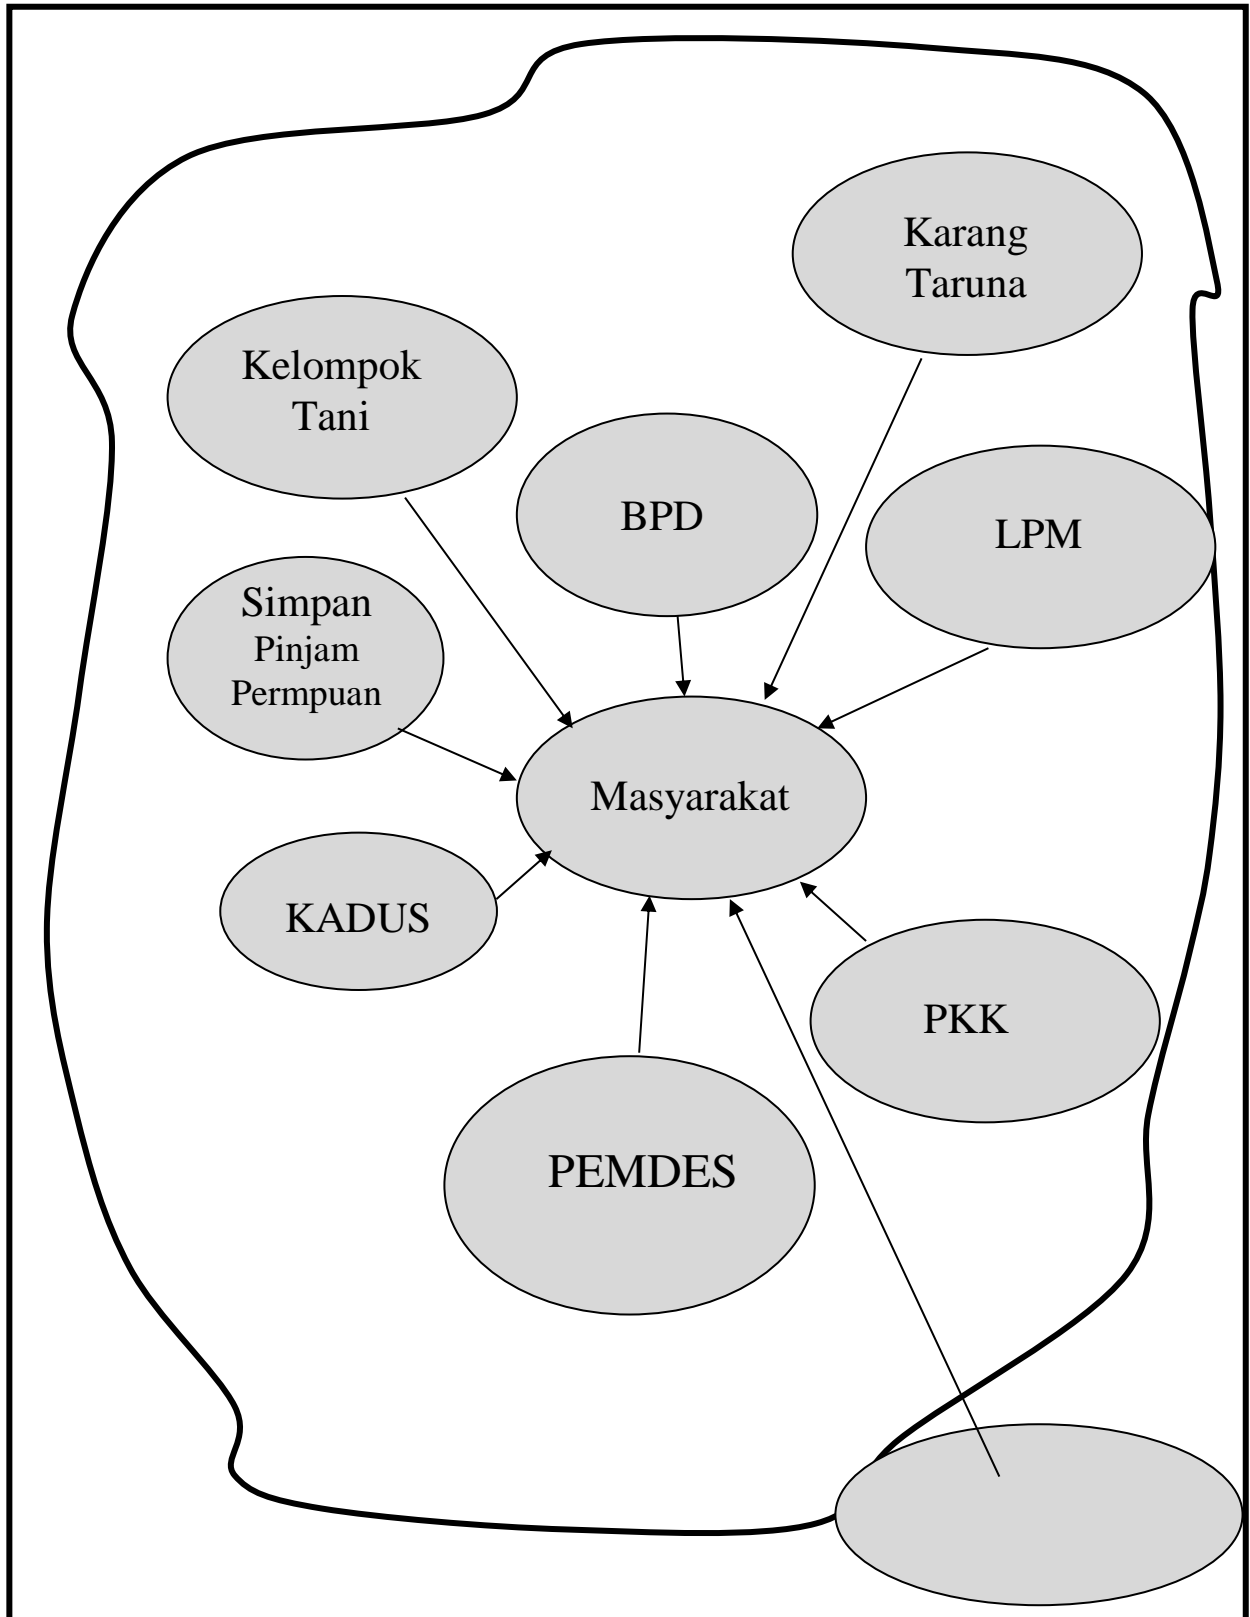 Karang
Taruna
Kelompok
Tani
BPD
LPM
Simpan
Pinjam
Permpuan
Masyarakat
KADUS
PKK
PEMDES